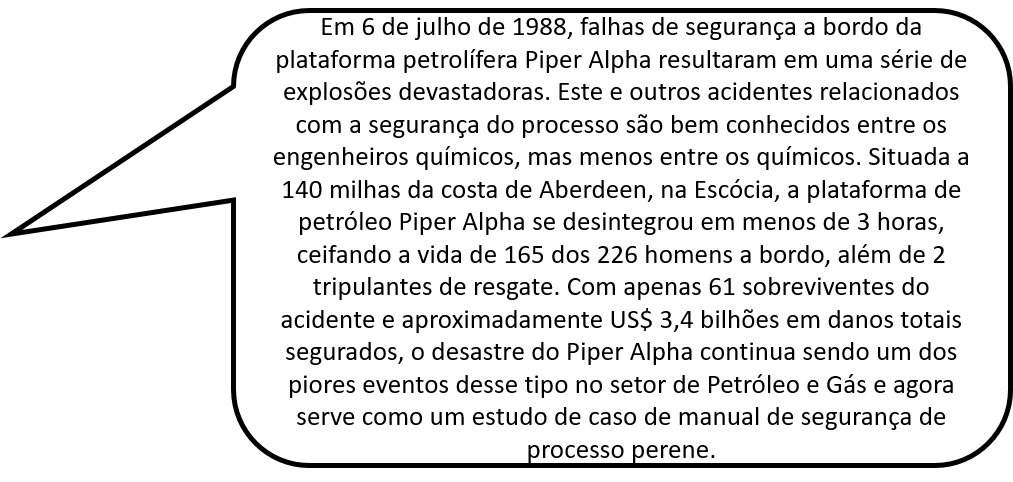 Em 6 de julho de 1988, falhas de segurança a bordo da
plataforma petrolífera Piper Alpha resultaram em uma série de
explosões devastadoras. Este e outros acidentes relacionados
com a segurança do processo são bem conhecidos entre os
engenheiros químicos, mas menos entre os químicos. Situada a
140 milhas da costa de Aberdeen, na Escócia, a plataforma de
petróleo Piper Alpha se desintegrou em menos de 3 horas,
ceifando a vida de 165 dos 226 homens a bordo, além de 2
tripulantes de resgate. Com apenas 61 sobreviventes do
acidente e aproximadamente US$ 3,4 bilhões em danos totais
segurados, o desastre do Piper Alpha continua sendo um dos
piores eventos desse tipo no setor de Petróleo e Gás e agora
serve como um estudo de caso de manual de segurança de
processo perene.